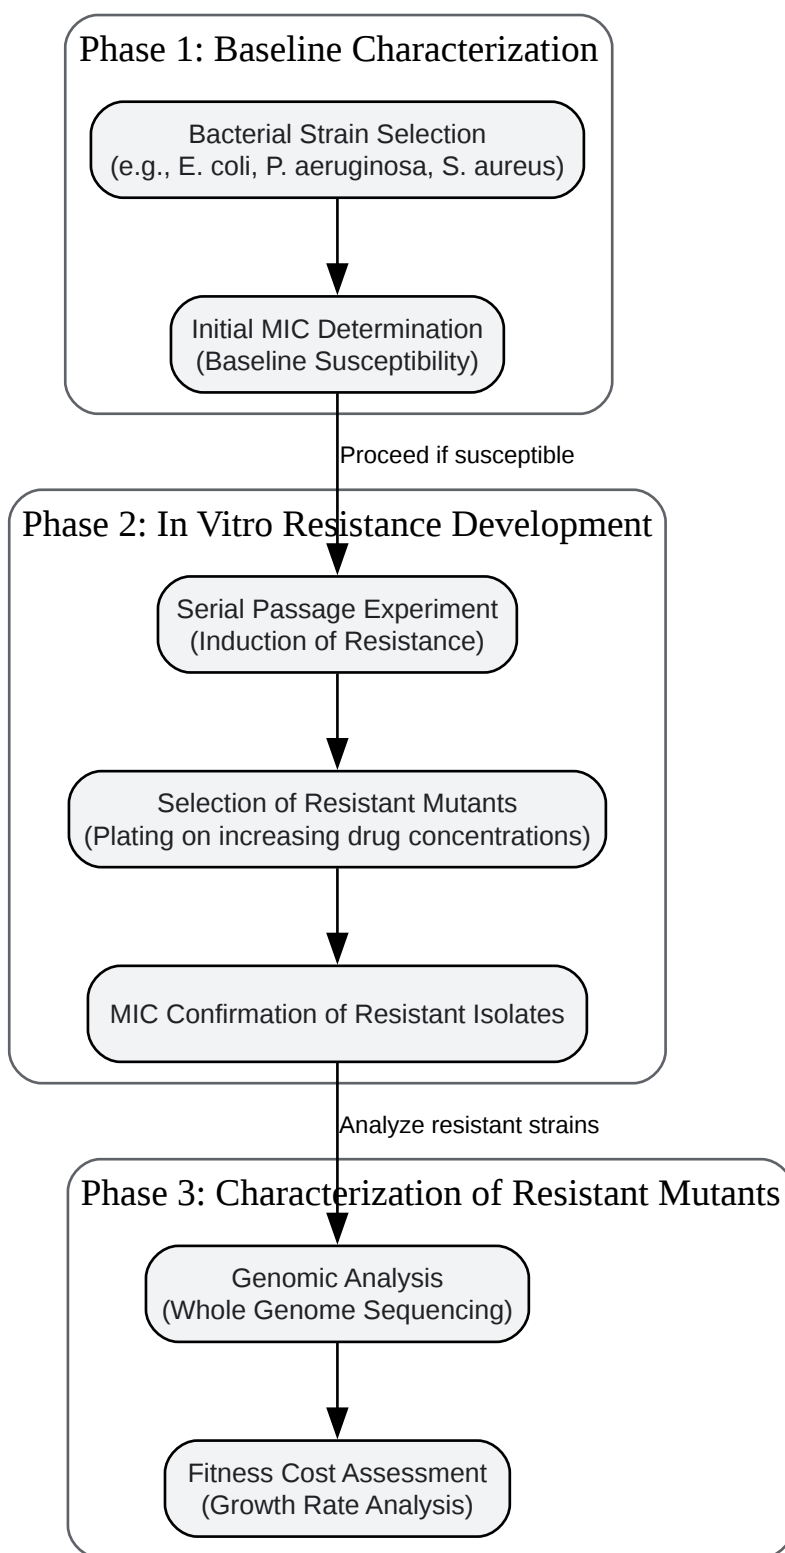 Phase 1: Baseline Characterization
Bacterial Strain Selection
(e.g., E. coli, P. aeruginosa, S. aureus)
Initial MIC Determination
(Baseline Susceptibility)
Proceed if susceptible
Phase 2: In Vitro Resistance Development
Serial Passage Experiment
(Induction of Resistance)
Selection of Resistant Mutants
(Plating on increasing drug concentrations)
MIC Confirmation of Resistant Isolates
Analyze resistant strains
Phase 3: Characterization of Resistant Mutants
Genomic Analysis
(Whole Genome Sequencing)
Fitness Cost Assessment
(Growth Rate Analysis)